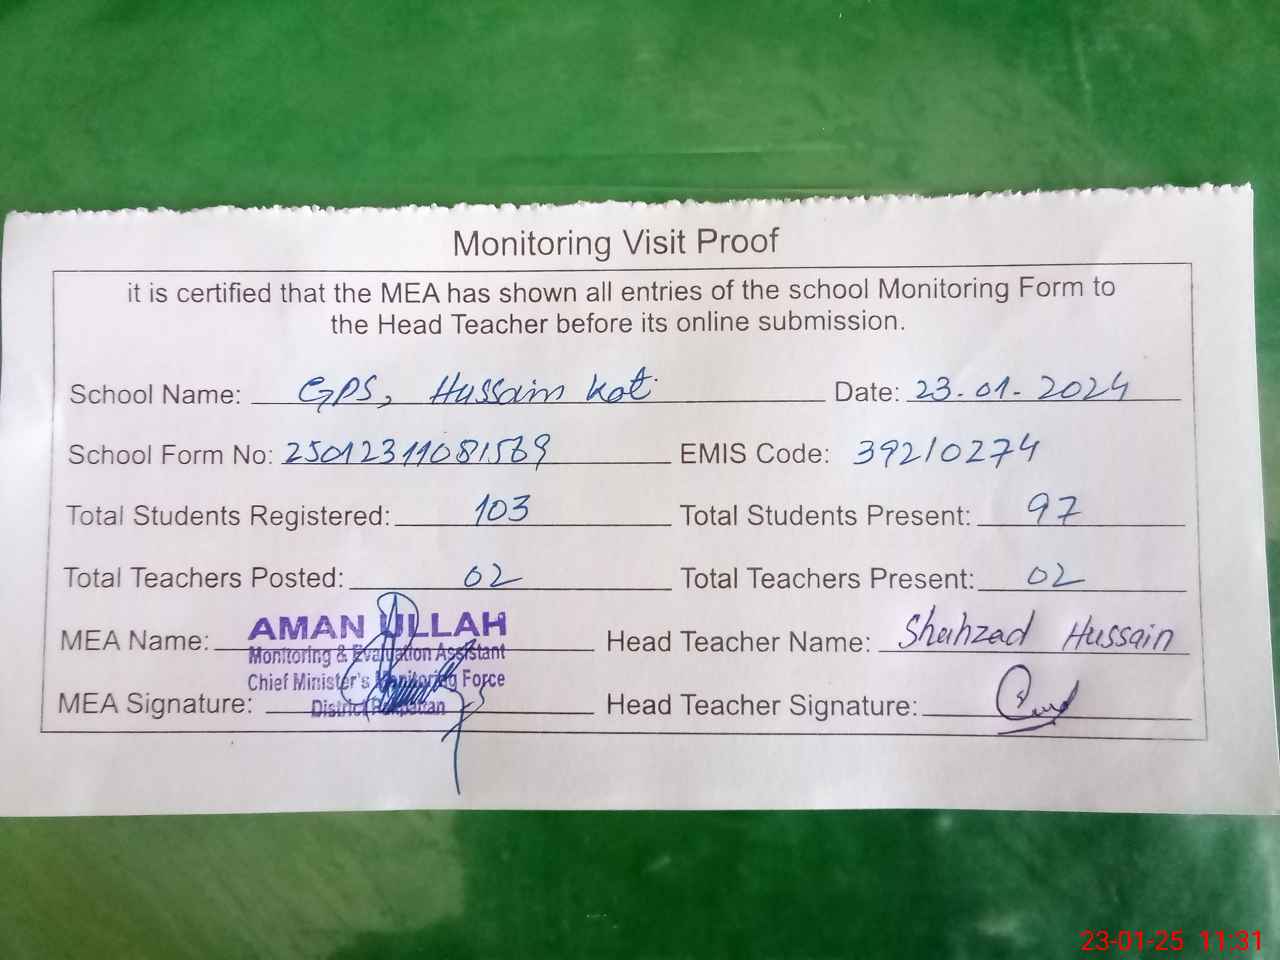 Monitoring Visit Proof
it is certified that the MEA has shown all entries of the school Monitoring Form to
the Head Teacher before its online submission.
School Name: GPS, Hussain Kot Date: 23-01-2024
School Form No: 25012311081569 EMIS Code: 39210274
Total Students Registered: 103 Total Students Present: 97
Total Teachers Posted: 02 Total Teachers Present: 02
MEA Name: AMAN ULLAH Head Teacher Name: Shahzad Hussain
Monitoring & Evaluation Assistant
Chief Minister's Monitoring Force
MEA Signature: District Pakpattan Head Teacher Signature:
23-01-25 11:31